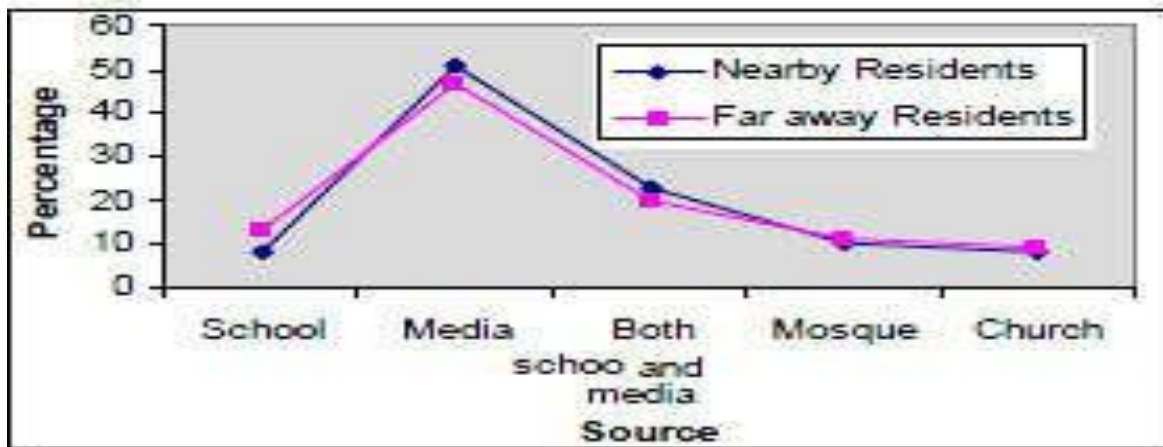 60
50
40
30
20
10
0
Percentage
Nearby Residents
Far away Residents
School Media Both Mosque Church
schoo and
media
Source